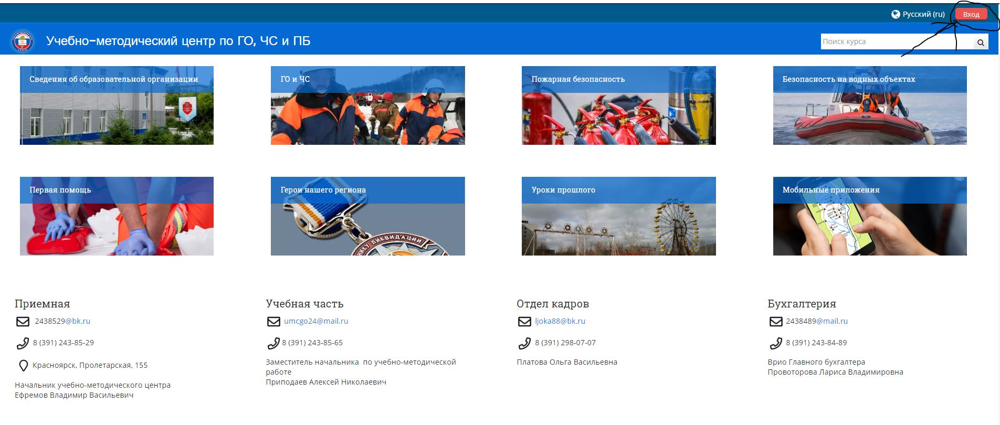 Русский (ru)
Вход
Учебно-методический центр по ГО, ЧС и ПБ
Поиск курса
Сведения об образовательной организации
ГО и ЧС
Пожарная безопасность
Безопасность на водных объектах
Первая помощь
Герои нашего региона
Уроки прошлого
Мобильные приложения
ЛИКВИДАЦИИ
Приемная
2438529@bk.ru
8 (391) 243-85-29
Красноярск, Пролетарская, 155
Начальник учебно-методического центра
Ефремов Владимир Васильевич
Учебная часть
umcgo24@mail.ru
8 (391) 243-85-65
Заместитель начальника по учебно-методической
работе
Приподаев Алексей Николаевич
Отдел кадров
ljoka88@bk.ru
8 (391) 298-07-07
Платова Ольга Васильевна
Бухгалтерия
2438489@mail.ru
8 (391) 243-84-89
Врио Главного бухгалтера
Провоторова Лариса Владимировна